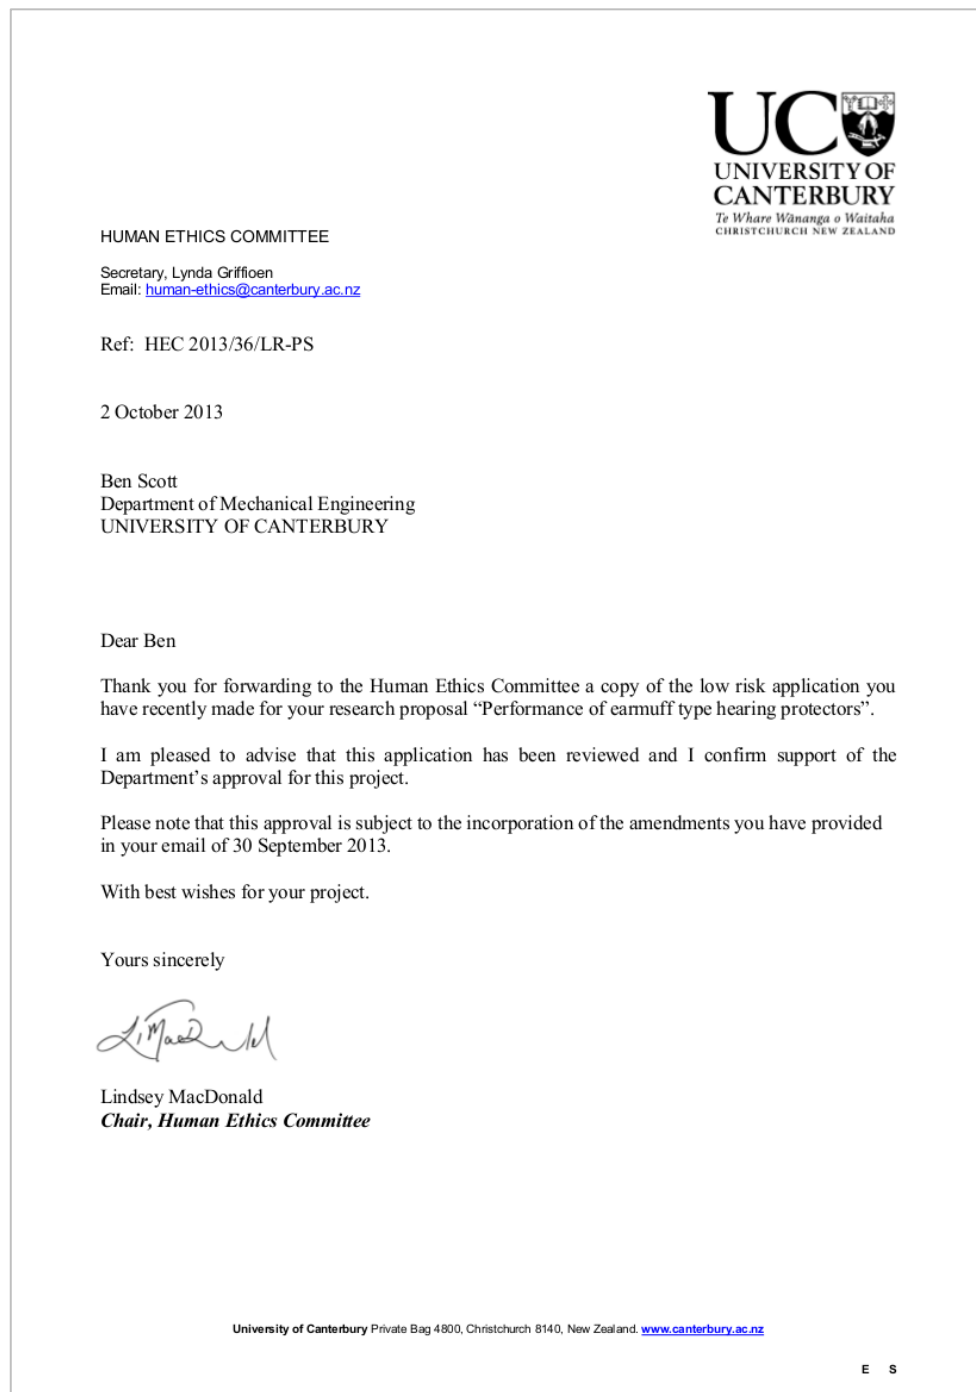 UC
UNIVERSITY OF
CANTERBURY
Te Whare Wānanga o Waitaha
CHRISTCHURCH NEW ZEALAND
HUMAN ETHICS COMMITTEE
Secretary, Lynda Griffioen
Email: human-ethics@canterbury.ac.nz
Ref: HEC 2013/36/LR-PS
2 October 2013
Ben Scott
Department of Mechanical Engineering
UNIVERSITY OF CANTERBURY
Dear Ben
Thank you for forwarding to the Human Ethics Committee a copy of the low risk application you
have recently made for your research proposal “Performance of earmuff type hearing protectors”.
I am pleased to advise that this application has been reviewed and I confirm support of the
Department’s approval for this project.
Please note that this approval is subject to the incorporation of the amendments you have provided
in your email of 30 September 2013.
With best wishes for your project.
Yours sincerely
Lindsey MacDonald
Chair, Human Ethics Committee
University of Canterbury Private Bag 4800, Christchurch 8140, New Zealand. www.canterbury.ac.nz
E S